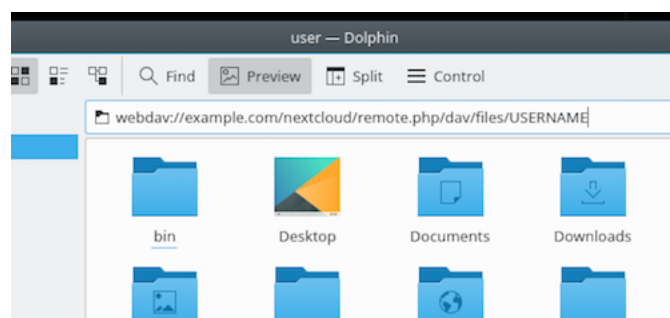 user — Dolphin
Find Preview Split Control
webdav://example.com/nextcloud/remote.php/dav/files/USERNAME
bin Desktop Documents Downloads